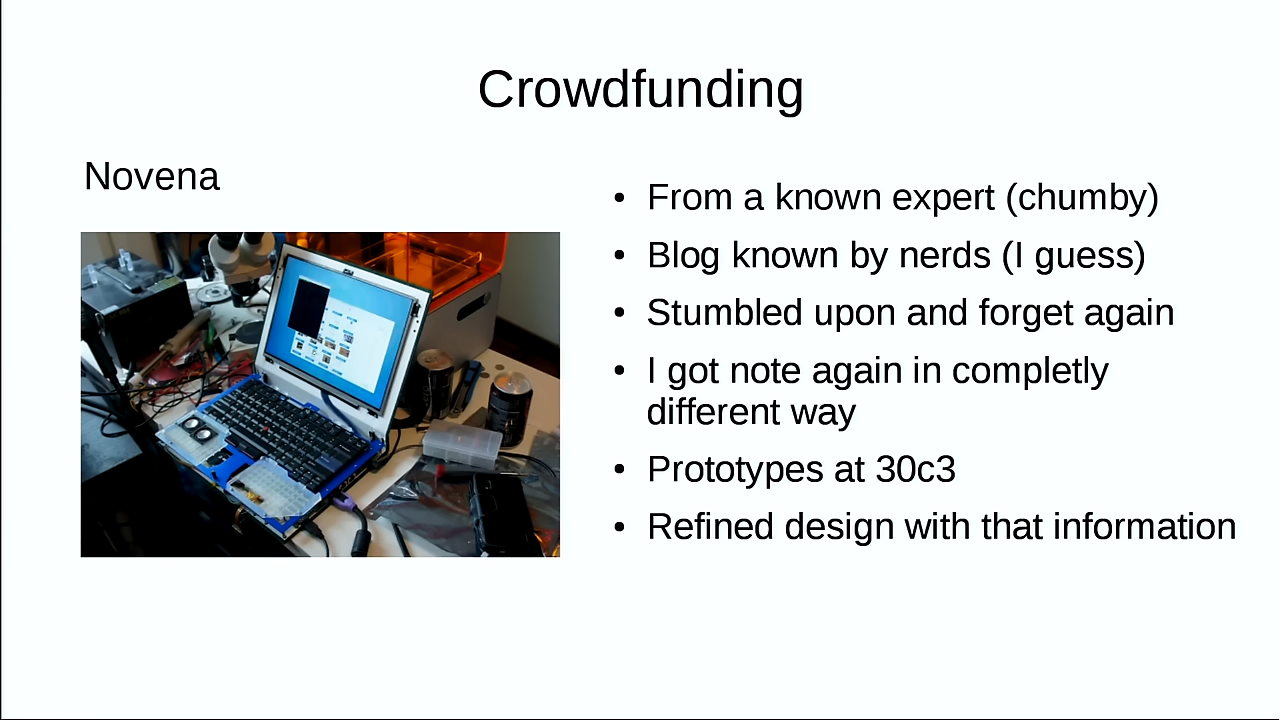 Crowdfunding
Novena
• From a known expert (chumby)
• Blog known by nerds (I guess)
• Stumbled upon and forget again
• I got note again in completly
different way
• Prototypes at 30c3
• Refined design with that information